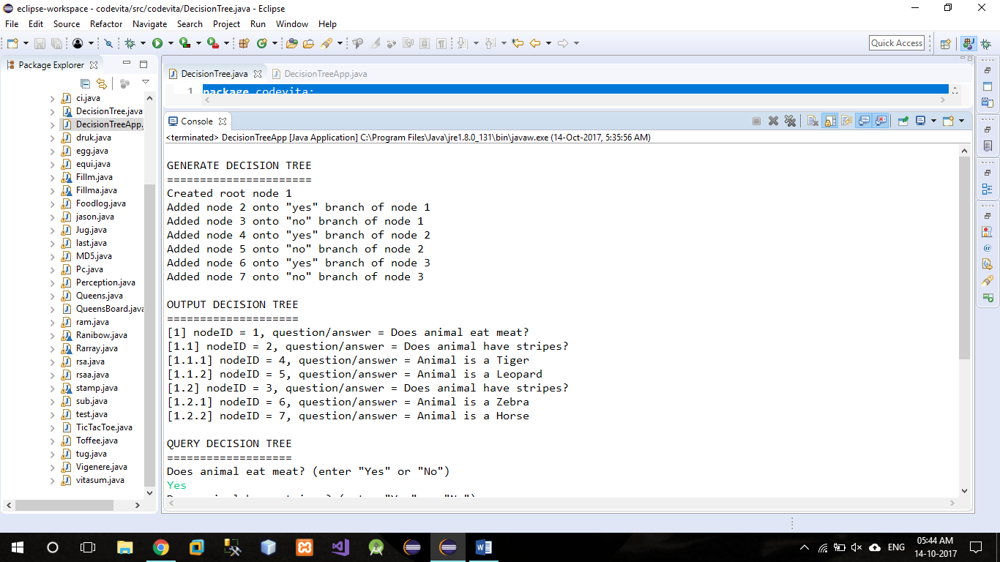 eclipse-workspace - codevita/src/codevita/DecisionTree.java - Eclipse
File Edit Source Refactor Navigate Search Project Run Window Help
Quick Access
Package Explorer
DecisionTree.java
DecisionTreeApp.java
1 package codevita;
ci.java
DecisionTree.java
DecisionTreeApp.
druk.java
egg.java
equi.java
Fillm.java
Fillma.java
Foodlog.java
jason.java
Jug.java
last.java
MD5.java
Pc.java
Perception.java
Queens.java
QueensBoard.java
ram.java
Ranibow.java
Rarray.java
rsa.java
rsaa.java
stamp.java
sub.java
test.java
TicTacToe.java
Toffee.java
tug.java
Vigenere.java
vitasum.java
Console
<terminated> DecisionTreeApp [Java Application] C:\Program Files\Java\jre1.8.0_131\bin\javaw.exe (14-Oct-2017, 5:35:56 AM)
GENERATE DECISION TREE
======================
Created root node 1
Added node 2 onto "yes" branch of node 1
Added node 3 onto "no" branch of node 1
Added node 4 onto "yes" branch of node 2
Added node 5 onto "no" branch of node 2
Added node 6 onto "yes" branch of node 3
Added node 7 onto "no" branch of node 3
OUTPUT DECISION TREE
====================
[1] nodeID = 1, question/answer = Does animal eat meat?
[1.1] nodeID = 2, question/answer = Does animal have stripes?
[1.1.1] nodeID = 4, question/answer = Animal is a Tiger
[1.1.2] nodeID = 5, question/answer = Animal is a Leopard
[1.2] nodeID = 3, question/answer = Does animal have stripes?
[1.2.1] nodeID = 6, question/answer = Animal is a Zebra
[1.2.2] nodeID = 7, question/answer = Animal is a Horse
QUERY DECISION TREE
===================
Does animal eat meat? (enter "Yes" or "No")
Yes
ENG
05:44 AM
14-10-2017